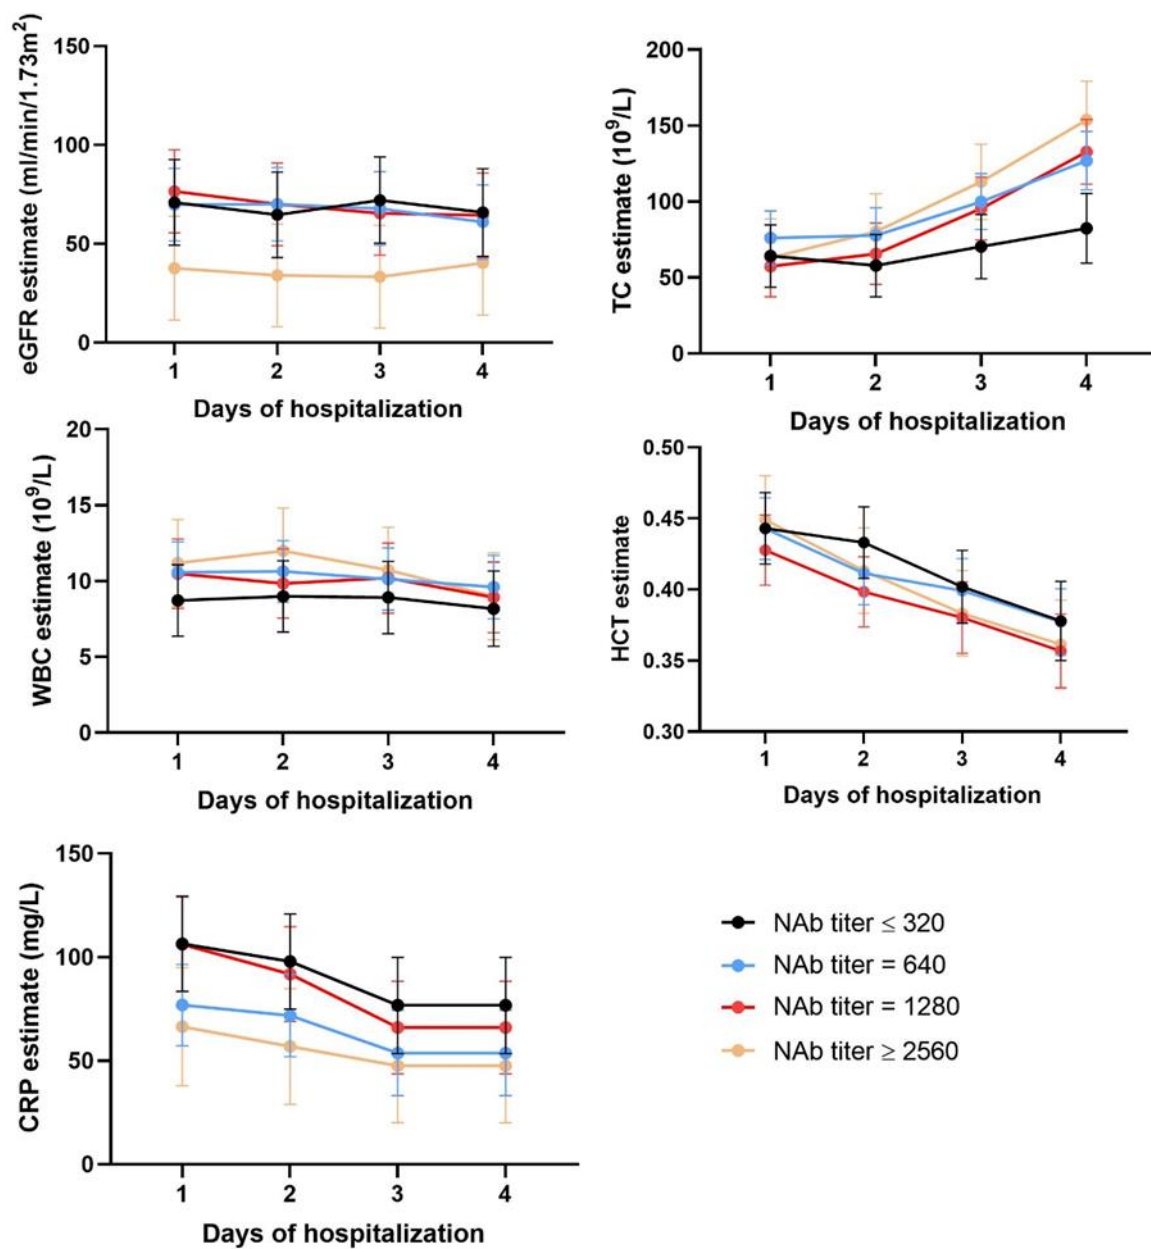 eGFR estimate (ml/min/1.73m²)
150
100
50
0
1 2 3 4
Days of hospitalization
TC estimate (10⁹/L)
200
150
100
50
0
1 2 3 4
Days of hospitalization
WBC estimate (10⁹/L)
20
15
10
5
0
1 2 3 4
Days of hospitalization
HCT estimate
0.50
0.45
0.40
0.35
0.30
1 2 3 4
Days of hospitalization
CRP estimate (mg/L)
150
100
50
0
1 2 3 4
Days of hospitalization
NAb titer ≤ 320
NAb titer = 640
NAb titer = 1280
NAb titer ≥ 2560